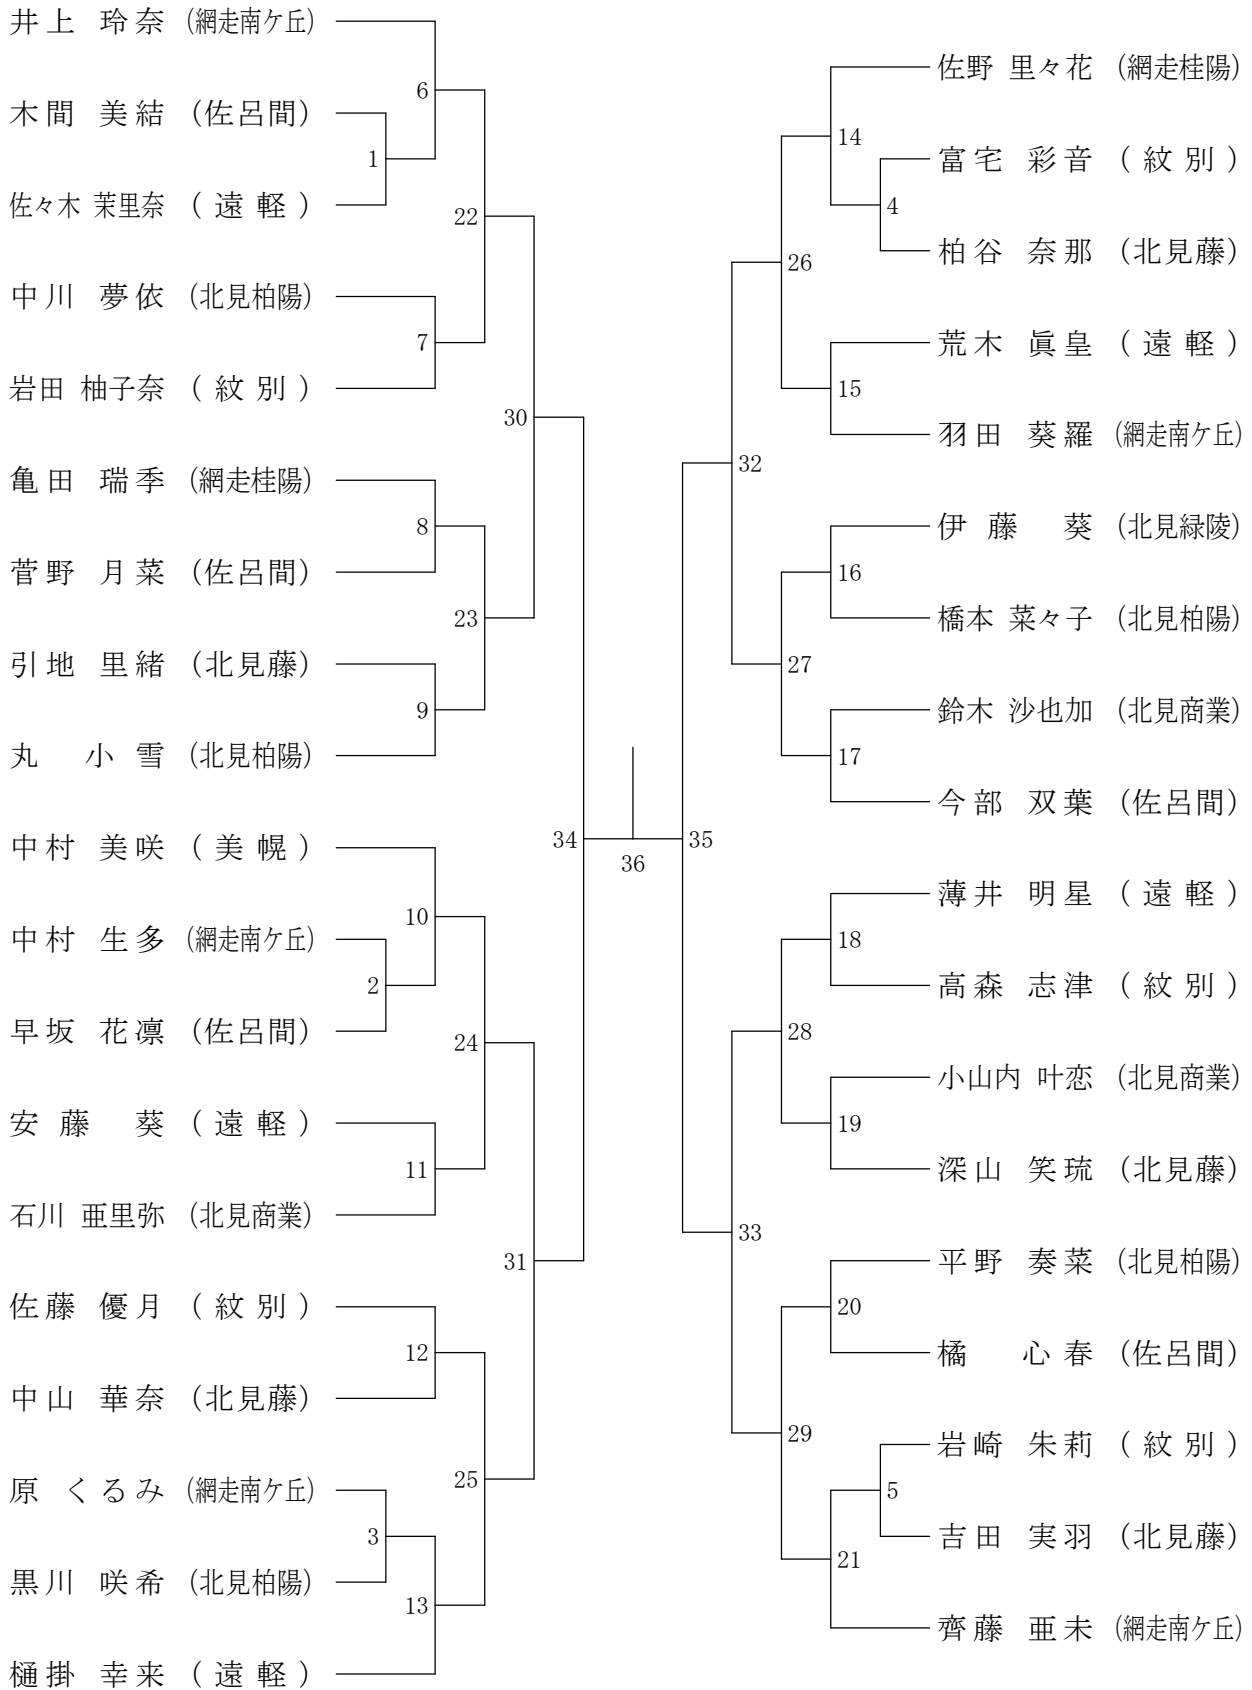 井上 玲奈 (網走南ケ丘)
木間 美結 (佐呂間)
佐々木 茉里奈 (遠軽)
中川 夢依 (北見柏陽)
岩田 柚子奈 (紋別)
亀田 瑞季 (網走桂陽)
菅野 月菜 (佐呂間)
引地 里緒 (北見藤)
丸 小雪 (北見柏陽)
中村 美咲 (美幌)
中村 生多 (網走南ケ丘)
早坂 花凛 (佐呂間)
安藤 葵 (遠軽)
石川 亜里弥 (北見商業)
佐藤 優月 (紋別)
中山 華奈 (北見藤)
原 くるみ (網走南ケ丘)
黒川 咲希 (北見柏陽)
樋掛 幸来 (遠軽)
1
2
3
6
7
8
9
10
11
12
13
22
23
24
25
30
31
34
36
35
32
33
26
27
28
29
14
15
16
17
18
19
20
21
4
5
佐野 里々花 (網走桂陽)
富宅 彩音 (紋別)
柏谷 奈那 (北見藤)
荒木 眞皇 (遠軽)
羽田 葵羅 (網走南ケ丘)
伊藤 葵 (北見緑陵)
橋本 菜々子 (北見柏陽)
鈴木 沙也加 (北見商業)
今部 双葉 (佐呂間)
薄井 明星 (遠軽)
高森 志津 (紋別)
小山内 叶恋 (北見商業)
深山 笑琉 (北見藤)
平野 奏菜 (北見柏陽)
橘 心春 (佐呂間)
岩崎 朱莉 (紋別)
吉田 実羽 (北見藤)
齊藤 亜未 (網走南ケ丘)